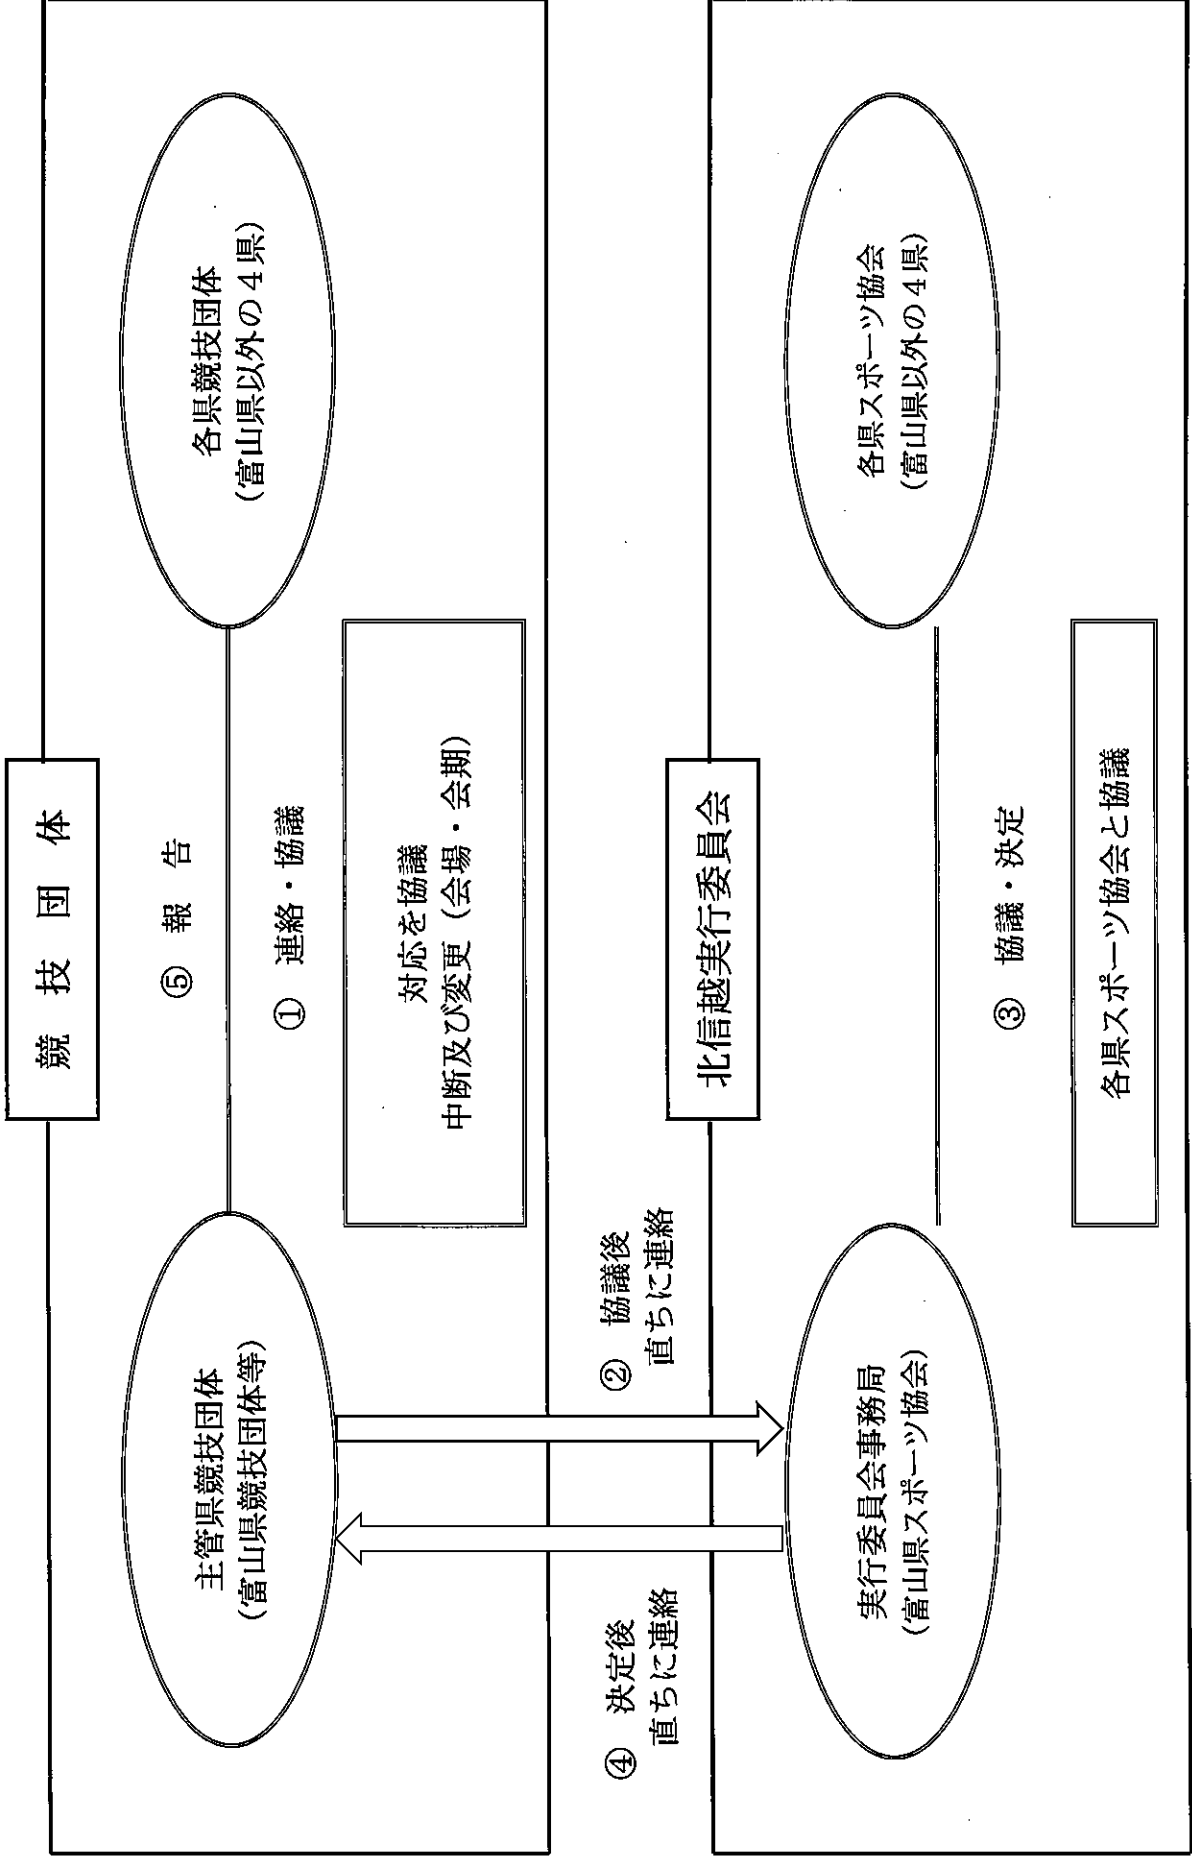 競技団体
⑤ 報告
① 連絡・協議
主管県競技団体
(富山県競技団体等)
各県競技団体
(富山県以外の4県)
対応を協議
中断及び変更（会場・会期）
② 協議後
直ちに連絡
④ 決定後
直ちに連絡
北信越実行委員会
実行委員会事務局
(富山県スポーツ協会)
各県スポーツ協会
(富山県以外の4県)
③ 協議・決定
各県スポーツ協会と協議